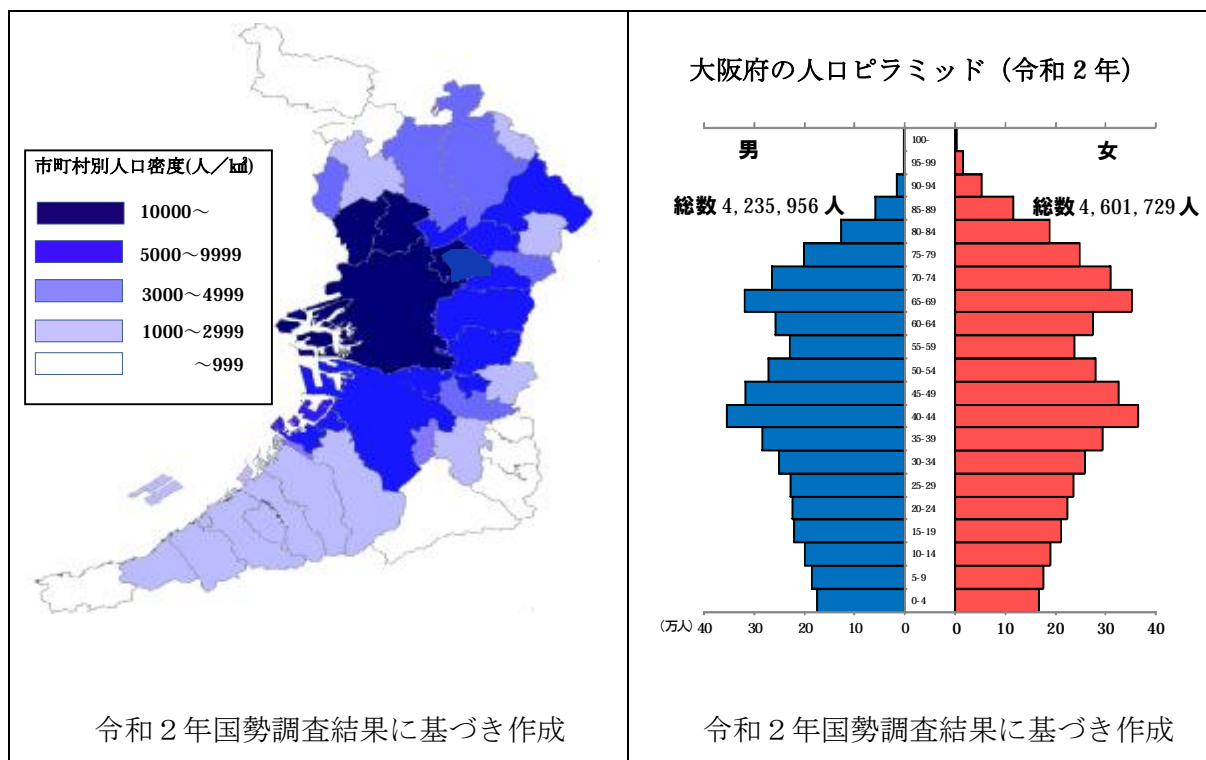 市町村別人口密度(人／㎢)
10000～
5000～9999
3000～4999
1000～2999
～999
令和２年国勢調査結果に基づき作成
大阪府の人口ピラミッド（令和 2 年）
男
女
総数 4,235,956 人
総数 4,601,729 人
100-
95-99
90-94
85-89
80-84
75-79
70-74
65-69
60-64
55-59
50-54
45-49
40-44
35-39
30-34
25-29
20-24
15-19
10-14
5-9
0-4
(万人) 40 30 20 10 0 0 10 20 30 40
令和２年国勢調査結果に基づき作成